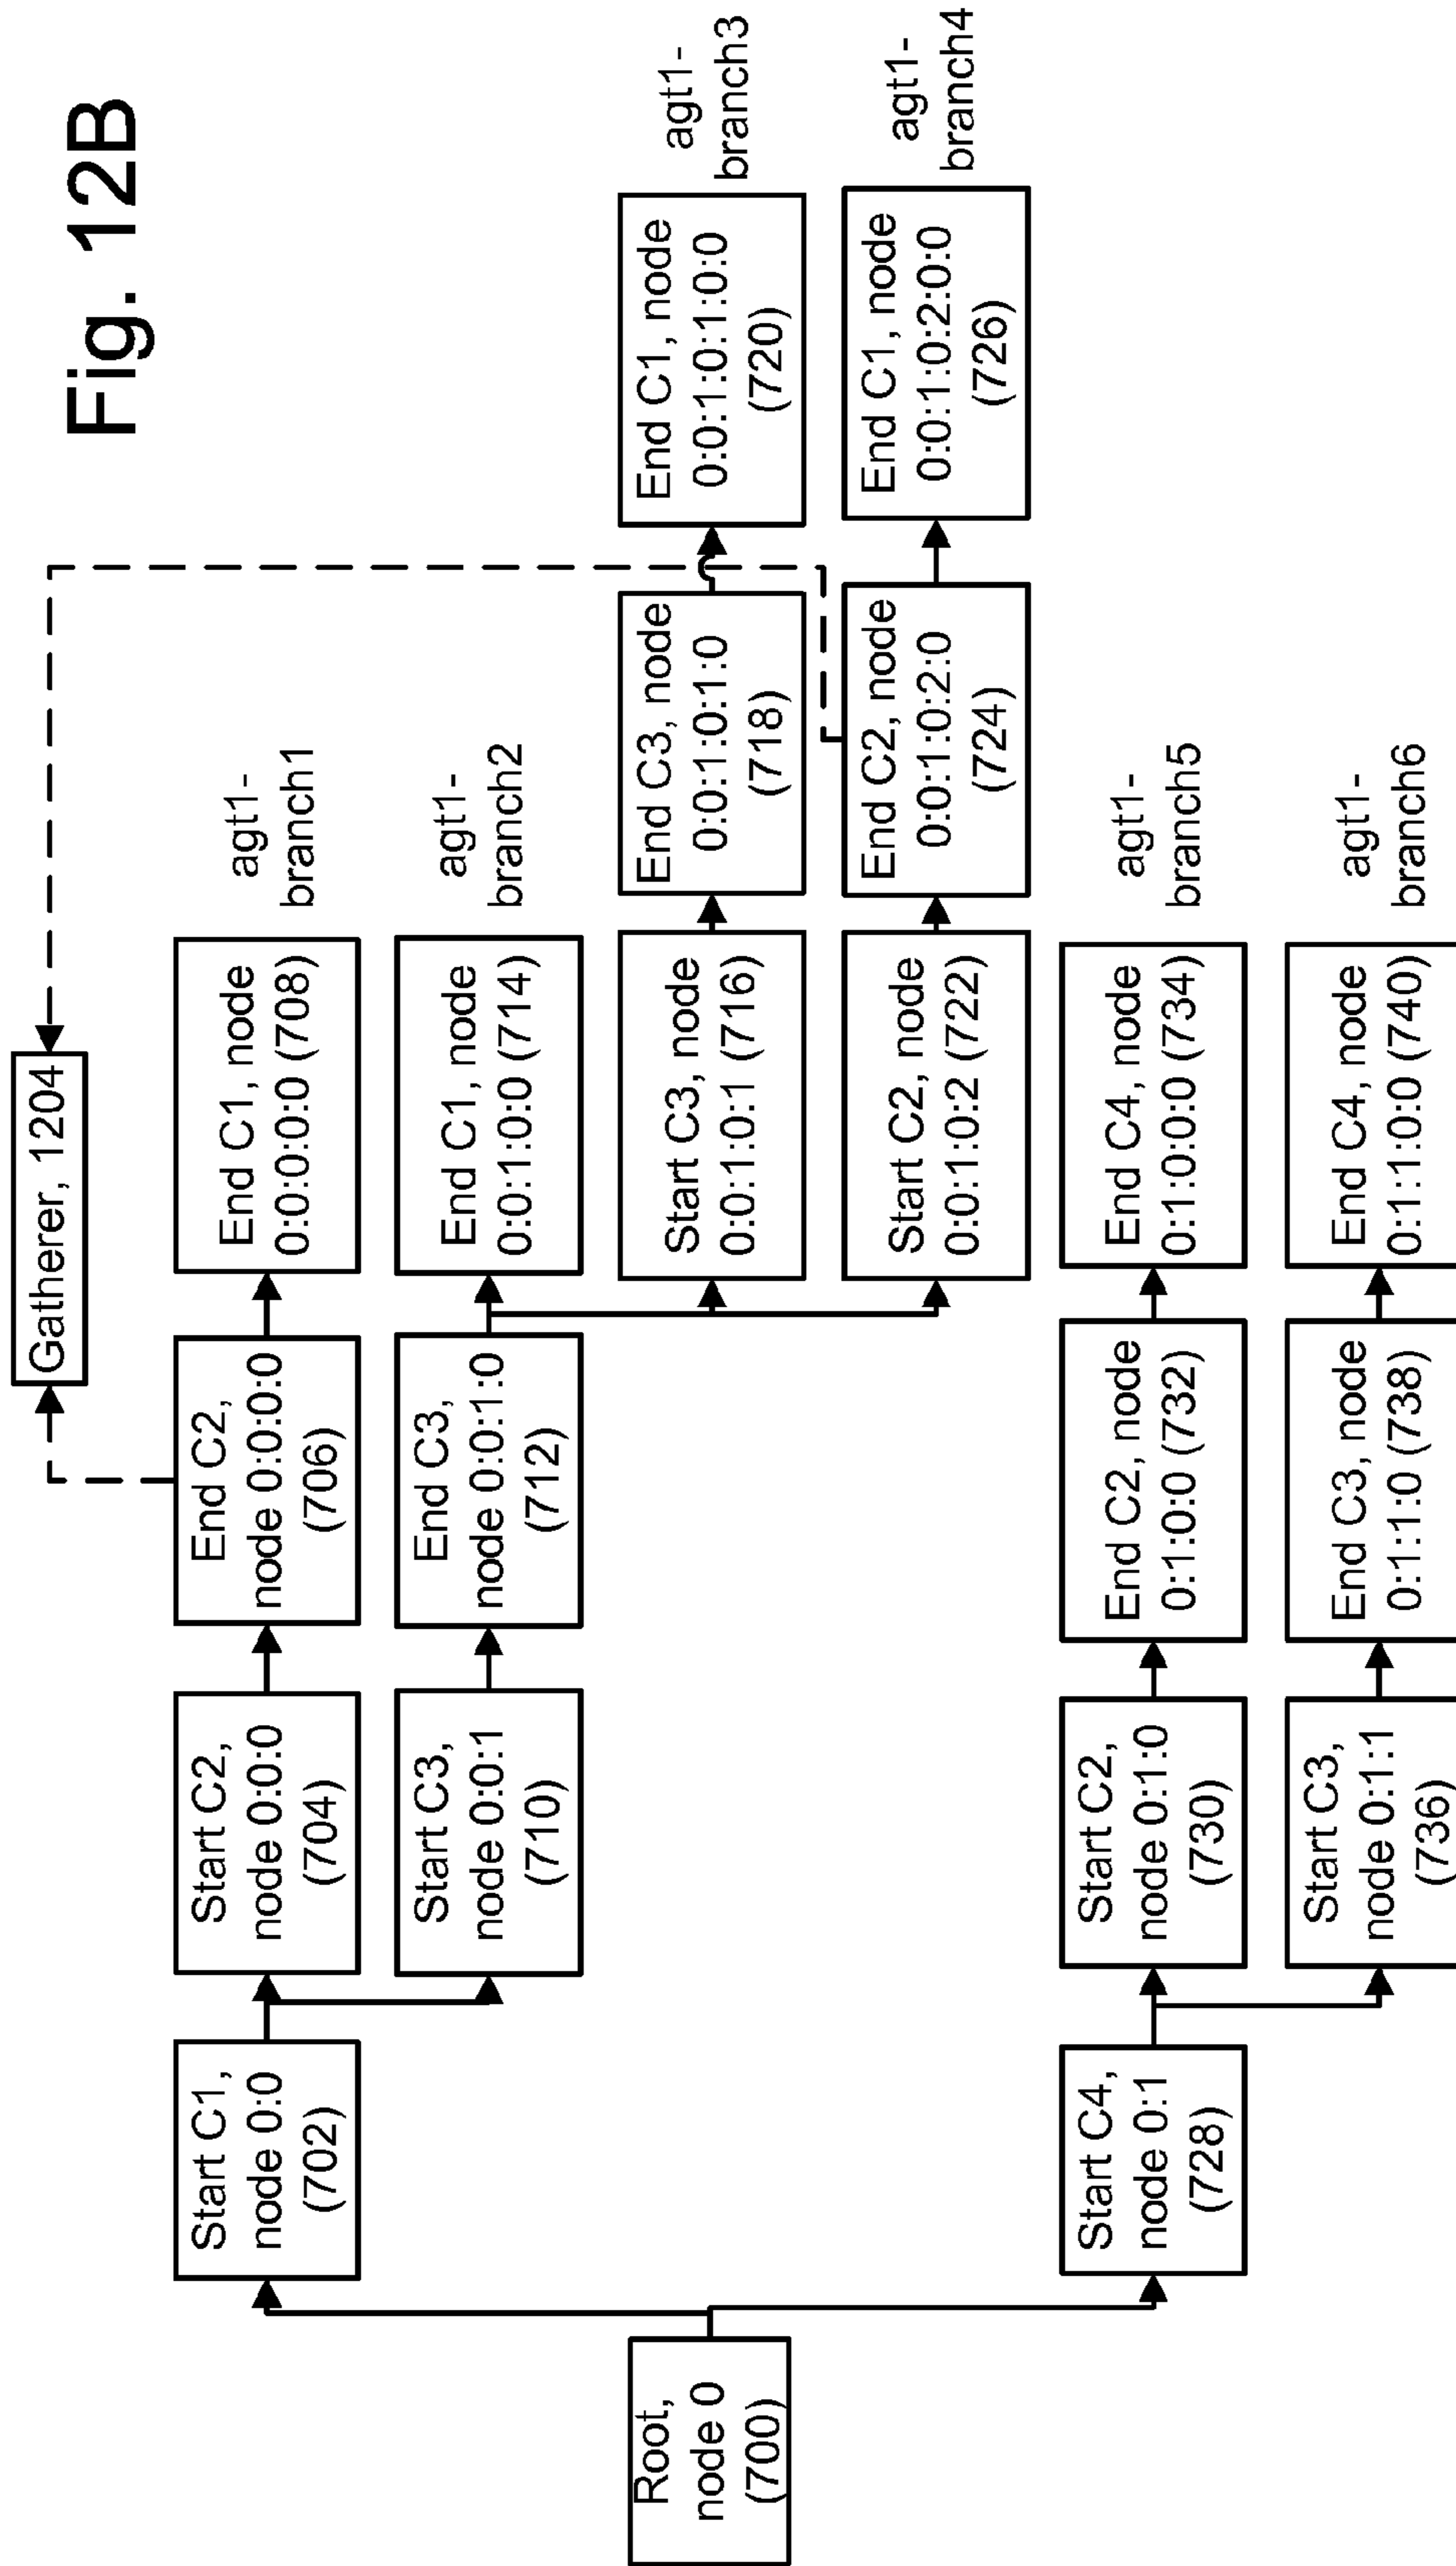 Fig. 12B
Gatherer, 1204
Root,
node 0
(700)
Start C1,
node 0:0
(702)
Start C2,
node 0:0:0
(704)
End C2,
node 0:0:0:0
(706)
End C1, node
0:0:0:0:0 (708)
agt1-
branch1
Start C3,
node 0:0:1
(710)
End C3,
node 0:0:1:0
(712)
End C1, node
0:0:1:0:0 (714)
agt1-
branch2
Start C3, node
0:0:1:0:1 (716)
End C3, node
0:0:1:0:1:0
(718)
End C1, node
0:0:1:0:1:0:0
(720)
agt1-
branch3
Start C2, node
0:0:1:0:2 (722)
End C2, node
0:0:1:0:2:0
(724)
End C1, node
0:0:1:0:2:0:0
(726)
agt1-
branch4
Start C4,
node 0:1
(728)
Start C2,
node 0:1:0
(730)
End C2, node
0:1:0:0 (732)
End C4, node
0:1:0:0:0 (734)
agt1-
branch5
Start C3,
node 0:1:1
(736)
End C3, node
0:1:1:0 (738)
End C4, node
0:1:1:0:0 (740)
agt1-
branch6